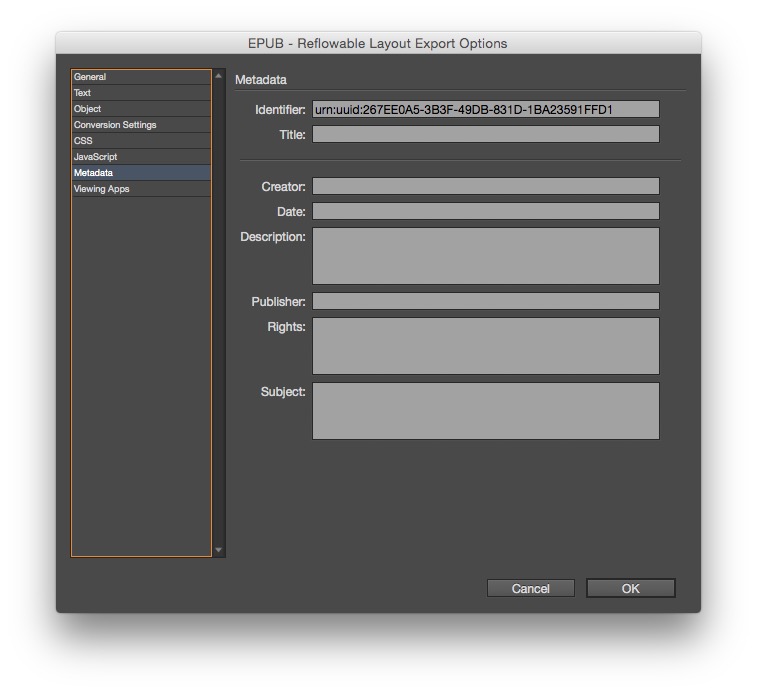 EPUB - Reflowable Layout Export Options
General
Text
Object
Conversion Settings
CSS
JavaScript
Metadata
Viewing Apps
Metadata
Identifier: urn:uuid:267EE0A5-3B3F-49DB-831D-1BA23591FFD1
Title:
Creator:
Date:
Description:
Publisher:
Rights:
Subject:
Cancel OK